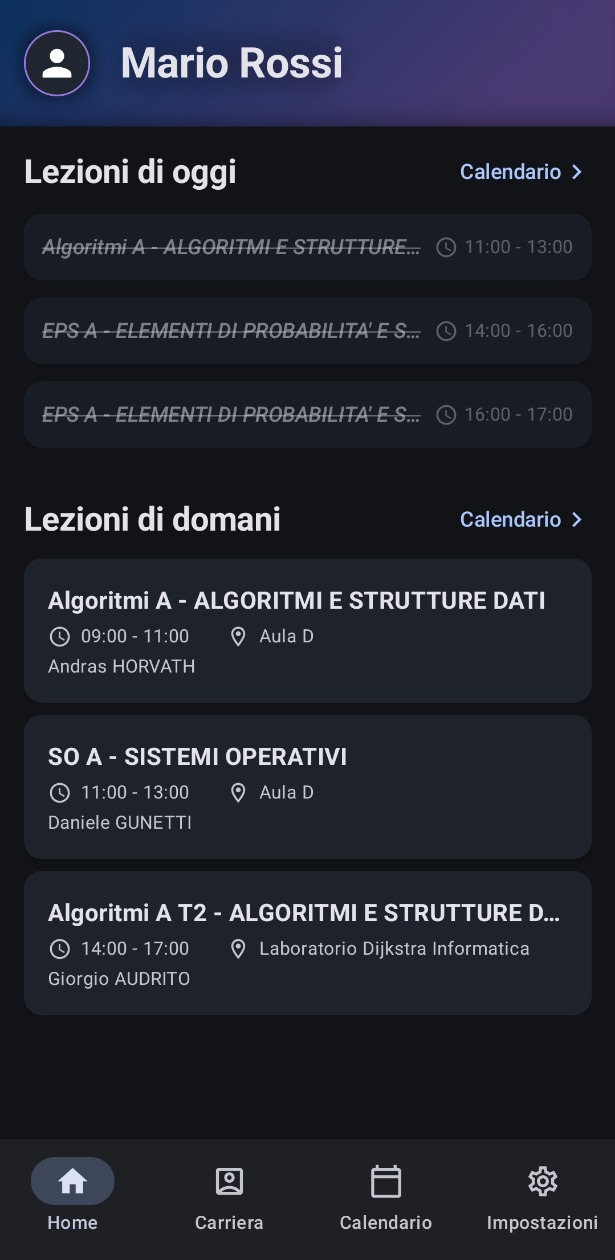 Mario Rossi
Lezioni di oggi
Calendario
Algoritmi A - ALGORITMI E STRUTTURE...
11:00 - 13:00
EPS A - ELEMENTI DI PROBABILITA' E S...
14:00 - 16:00
EPS A - ELEMENTI DI PROBABILITA' E S...
16:00 - 17:00
Lezioni di domani
Calendario
Algoritmi A - ALGORITMI E STRUTTURE DATI
09:00 - 11:00 Aula D
Andras HORVATH
SO A - SISTEMI OPERATIVI
11:00 - 13:00 Aula D
Daniele GUNETTI
Algoritmi A T2 - ALGORITMI E STRUTTURE D...
14:00 - 17:00 Laboratorio Dijkstra Informatica
Giorgio AUDRITO
Home
Carriera
Calendario
Impostazioni